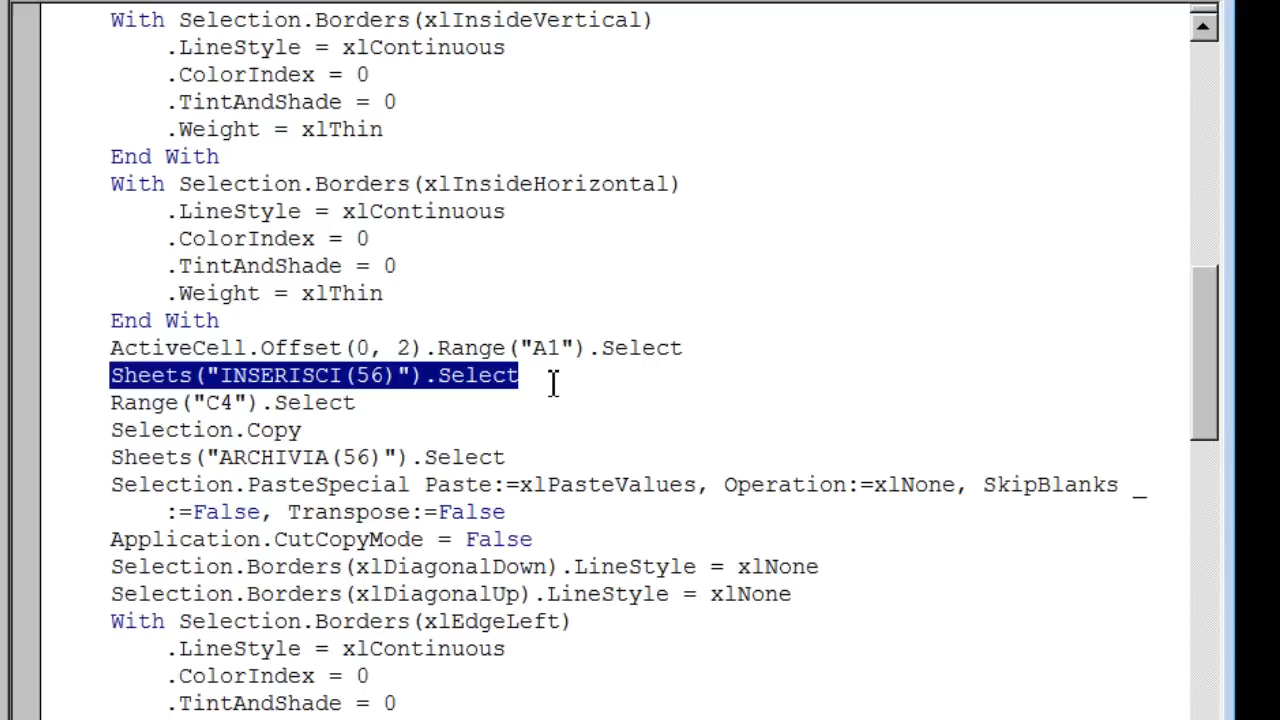 With Selection.Borders(xlInsideVertical)
.LineStyle = xlContinuous
.ColorIndex = 0
.TintAndShade = 0
.Weight = xlThin
End With
With Selection.Borders(xlInsideHorizontal)
.LineStyle = xlContinuous
.ColorIndex = 0
.TintAndShade = 0
.Weight = xlThin
End With
ActiveCell.Offset(0, 2).Range("A1").Select
Sheets("INSERISCI(56)").Select
Range("C4").Select
Selection.Copy
Sheets("ARCHIVIA(56)").Select
Selection.PasteSpecial Paste:=xlPasteValues, Operation:=xlNone, SkipBlanks _
:=False, Transpose:=False
Application.CutCopyMode = False
Selection.Borders(xlDiagonalDown).LineStyle = xlNone
Selection.Borders(xlDiagonalUp).LineStyle = xlNone
With Selection.Borders(xlEdgeLeft)
.LineStyle = xlContinuous
.ColorIndex = 0
.TintAndShade = 0